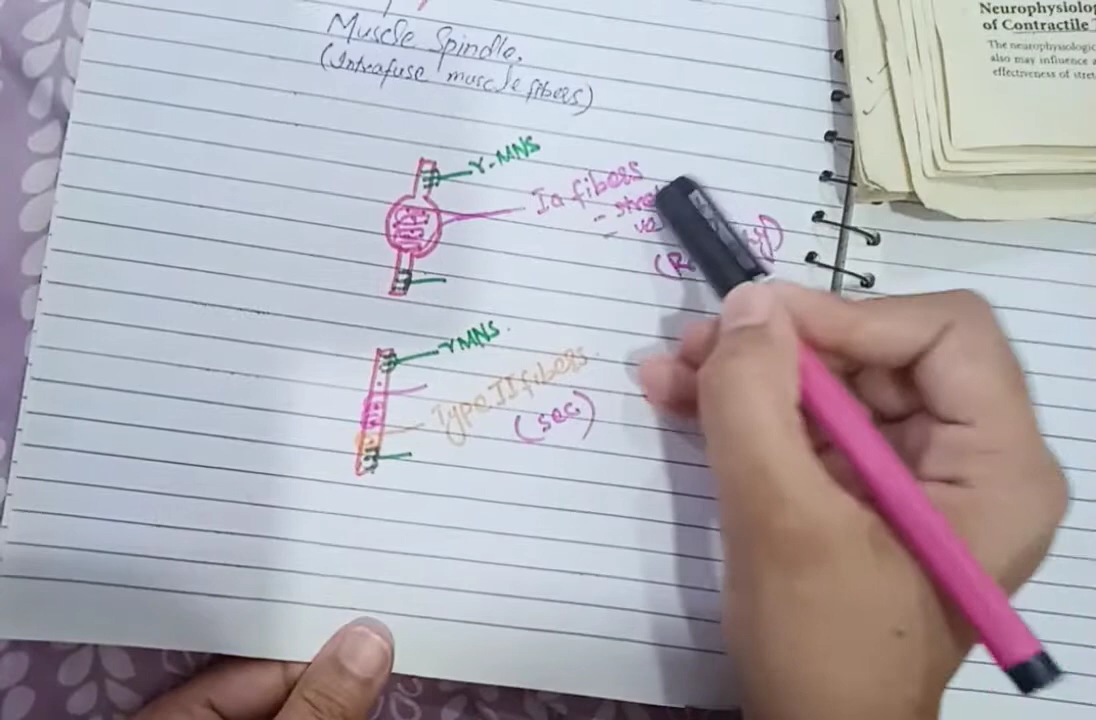 Muscle Spindle.
(Intrafuse muscle fibers)
γ-MNS
Ia fibers
γMNS.
Type II fibers.
(sec)
Neurophysiolo
of Contractile
The neurophysiologic
also may influence a
effectiveness of stret